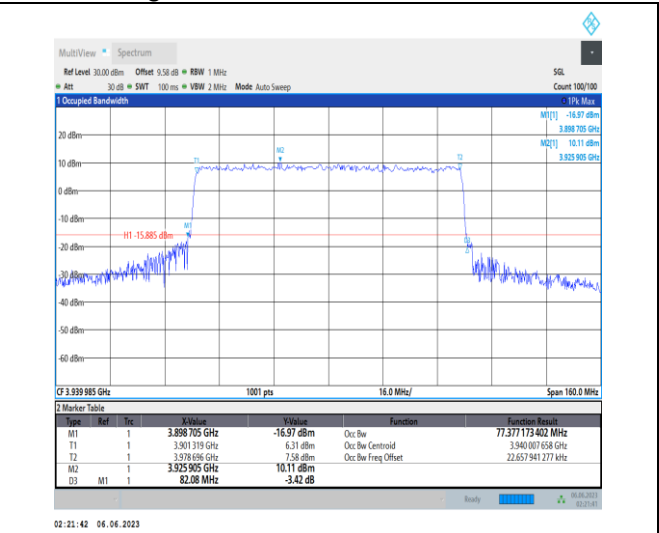 MultiView Spectrum
Ref Level 30.00 dBm Offset 9.58 dB RBW 1 MHz SGL
Att 30 dB SWT 100 ms VBW 2 MHz Mode Auto Sweep Count 100/100
1 Occupied Bandwidth 1Pk Max
M1[1] -16.97 dBm
3.898 705 GHz
M2[1] 10.11 dBm
3.925 905 GHz
20 dBm
M2
T1
T2
10 dBm
0 dBm
-10 dBm
M1
H1 -15.885 dBm
-20 dBm
-30 dBm
-40 dBm
-50 dBm
-60 dBm
CF 3.939 985 GHz 1001 pts 16.0 MHz/ Span 160.0 MHz
2 Marker Table
Type Ref Trc X-Value Y-Value Function Function Result
M1 1 3.898 705 GHz -16.97 dBm Occ Bw 77.377 173 402 MHz
T1 1 3.901 319 GHz 6.31 dBm Occ Bw Centroid 3.940 007 658 GHz
T2 1 3.978 696 GHz 7.58 dBm Occ Bw Freq Offset 22.657 941 277 kHz
M2 1 3.925 905 GHz 10.11 dBm
D3 M1 1 82.08 MHz -3.42 dB
Ready 06.06.2023
02:21:41
02:21:42 06.06.2023